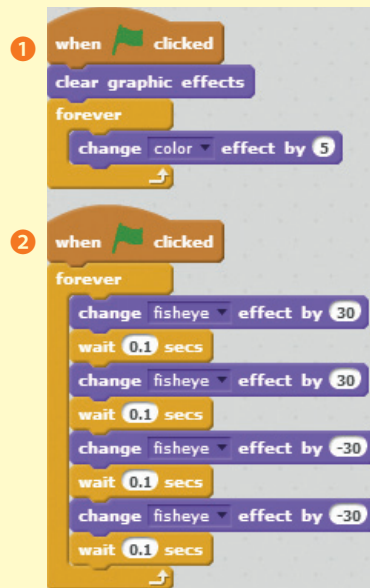 1
when clicked
clear graphic effects
forever
change color effect by 5
2
when clicked
forever
change fisheye effect by 30
wait 0.1 secs
change fisheye effect by 30
wait 0.1 secs
change fisheye effect by -30
wait 0.1 secs
change fisheye effect by -30
wait 0.1 secs